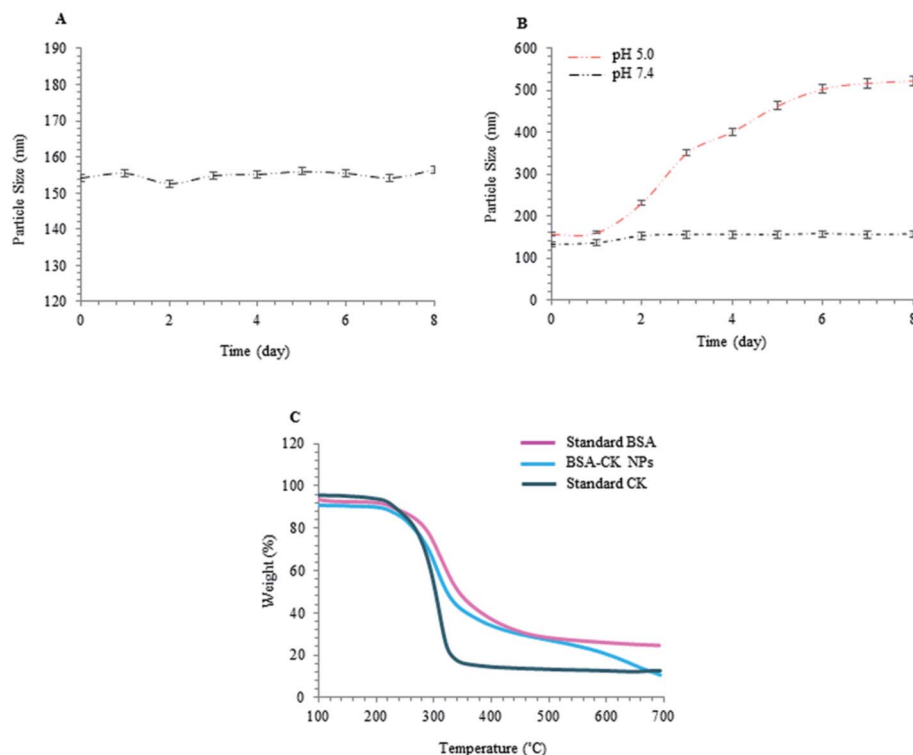 A
190
180
170
160
150
140
130
120
Particle Size (nm)
0 2 4 6 8
Time (day)
B
600
500
400
300
200
100
0
Particle Size (nm)
pH 5.0
pH 7.4
0 2 4 6 8
Time (day)
C
120
100
80
60
40
20
0
Weight (%)
Standard BSA
BSA-CK NPs
Standard CK
100 200 300 400 500 600 700
Temperature (°C)